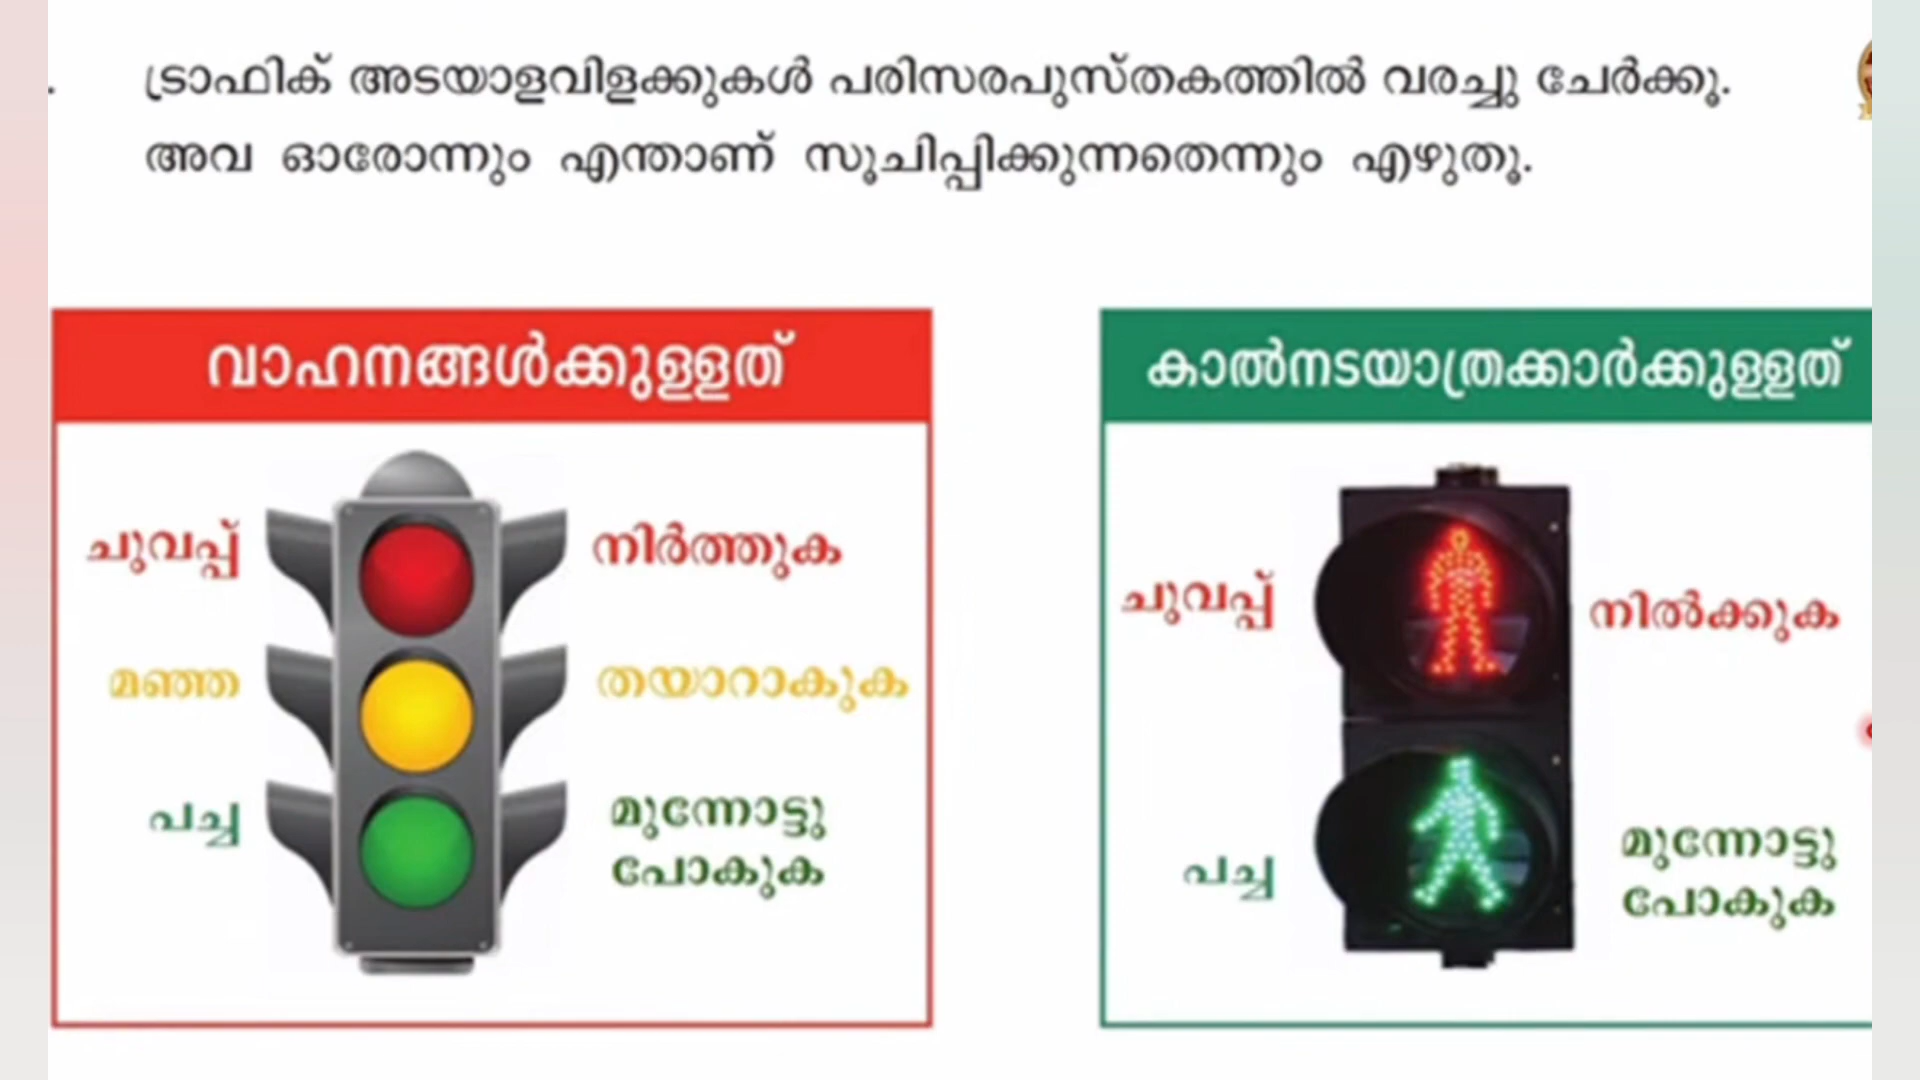 ട്രാഫിക് അടയാളവിളക്കുകൾ പരിസരപുസ്തകത്തിൽ വരച്ചു ചേർക്കൂ.
അവ ഓരോന്നും എന്താണ് സൂചിപ്പിക്കുന്നതെന്നും എഴുതൂ.
വാഹനങ്ങൾക്കുള്ളത്
ചുവപ്പ് നിർത്തുക
മഞ്ഞ തയാറാകുക
പച്ച മുന്നോട്ടു
പോകുക
കാൽനടയാത്രക്കാർക്കുള്ളത്
ചുവപ്പ് നിൽക്കുക
പച്ച മുന്നോട്ടു
പോകുക